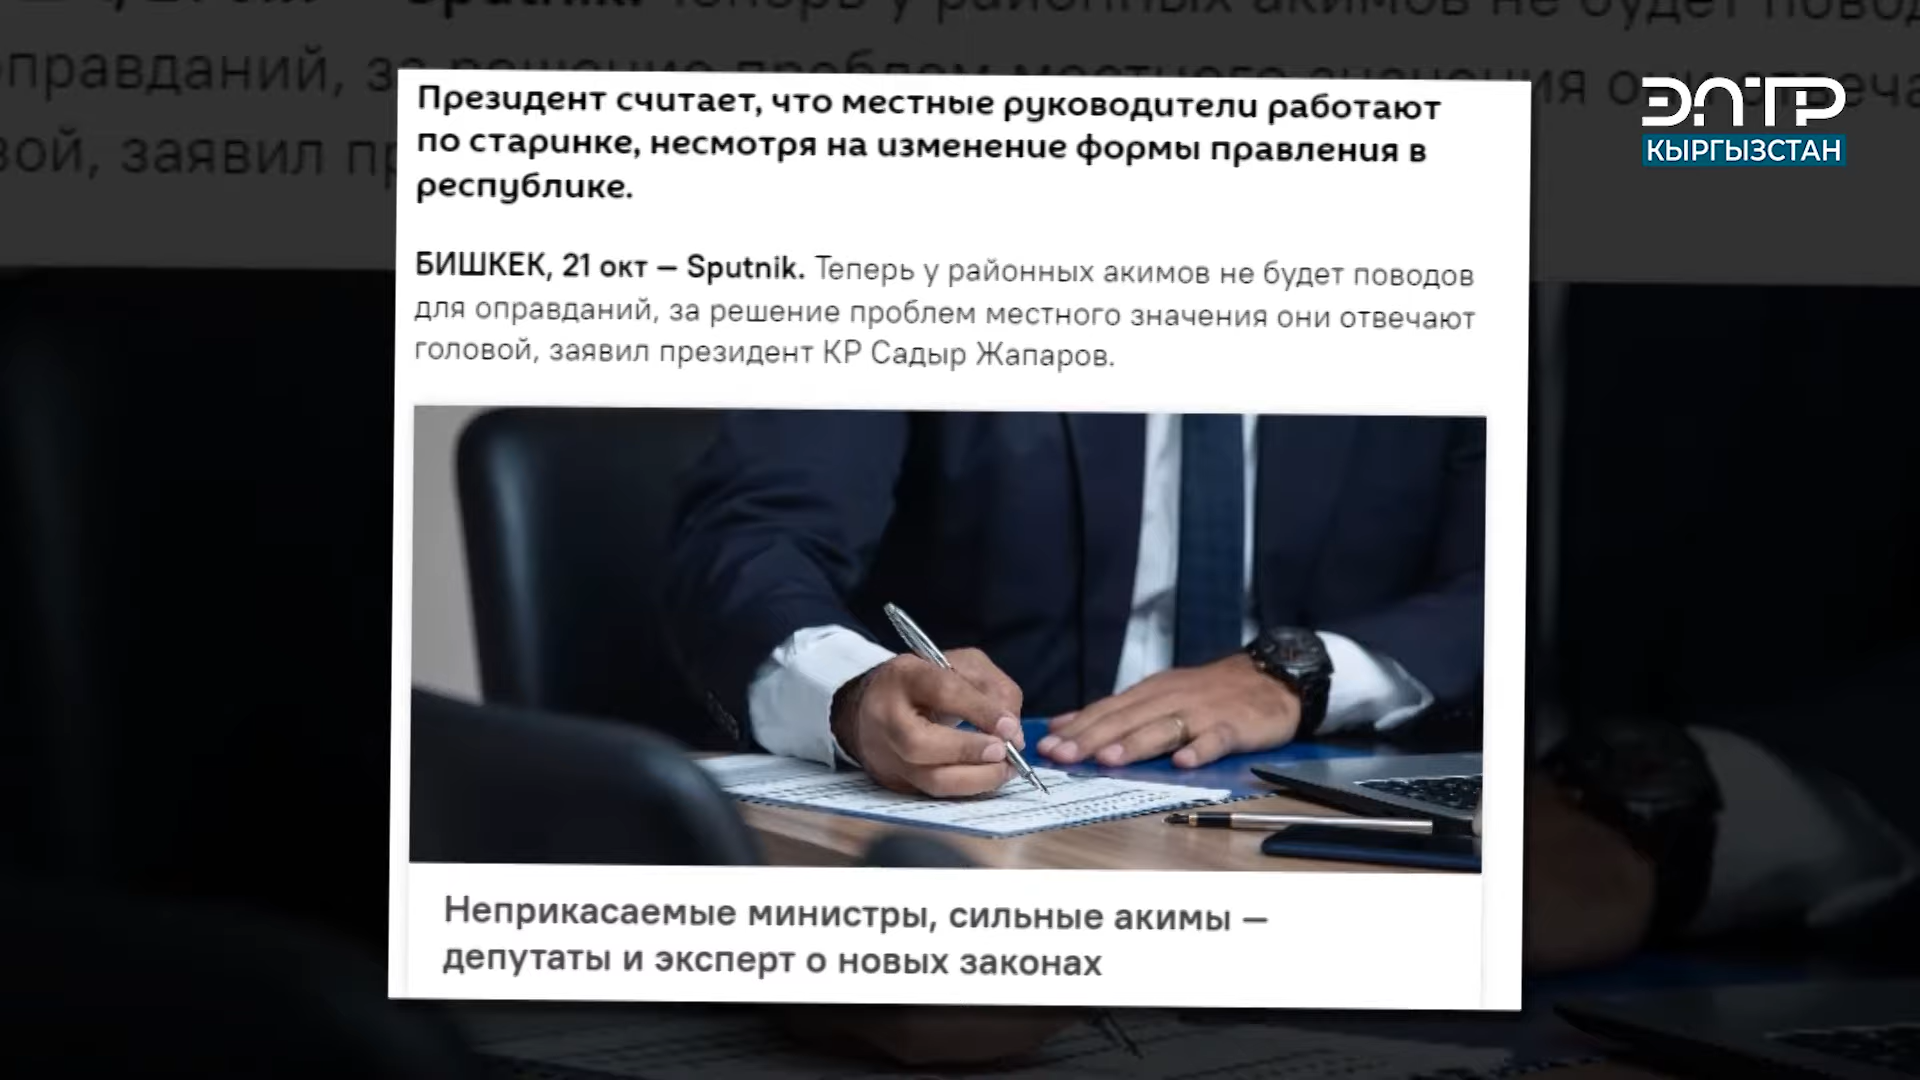 Президент считает, что местные руководители работают
по старинке, несмотря на изменение формы правления в
республике.
БИШКЕК, 21 окт — Sputnik. Теперь у районных акимов не будет поводов
для оправданий, за решение проблем местного значения они отвечают
головой, заявил президент КР Садыр Жапаров.
Неприкасаемые министры, сильные акимы —
депутаты и эксперт о новых законах
ЭЛТР
КЫРГЫЗСТАН